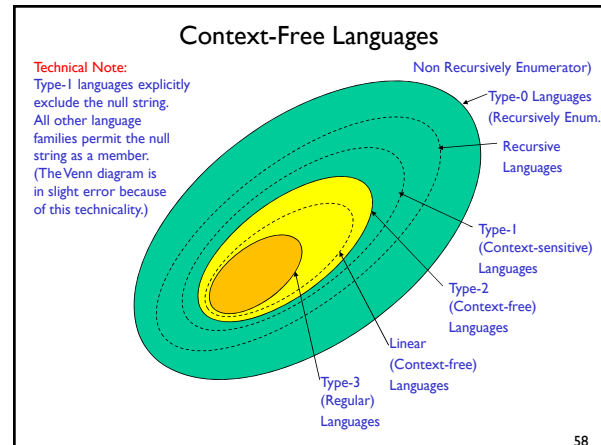 Context-Free Languages
Technical Note:
Type-1 languages explicitly
exclude the null string.
All other language
families permit the null
string as a member.
(The Venn diagram is
in slight error because
of this technicality.)
Non Recursively Enumerator)
Type-0 Languages
(Recursively Enum.
Recursive
Languages
Type-1
(Context-sensitive)
Languages
Type-2
(Context-free)
Languages
Linear
(Context-free)
Languages
Type-3
(Regular)
Languages
58